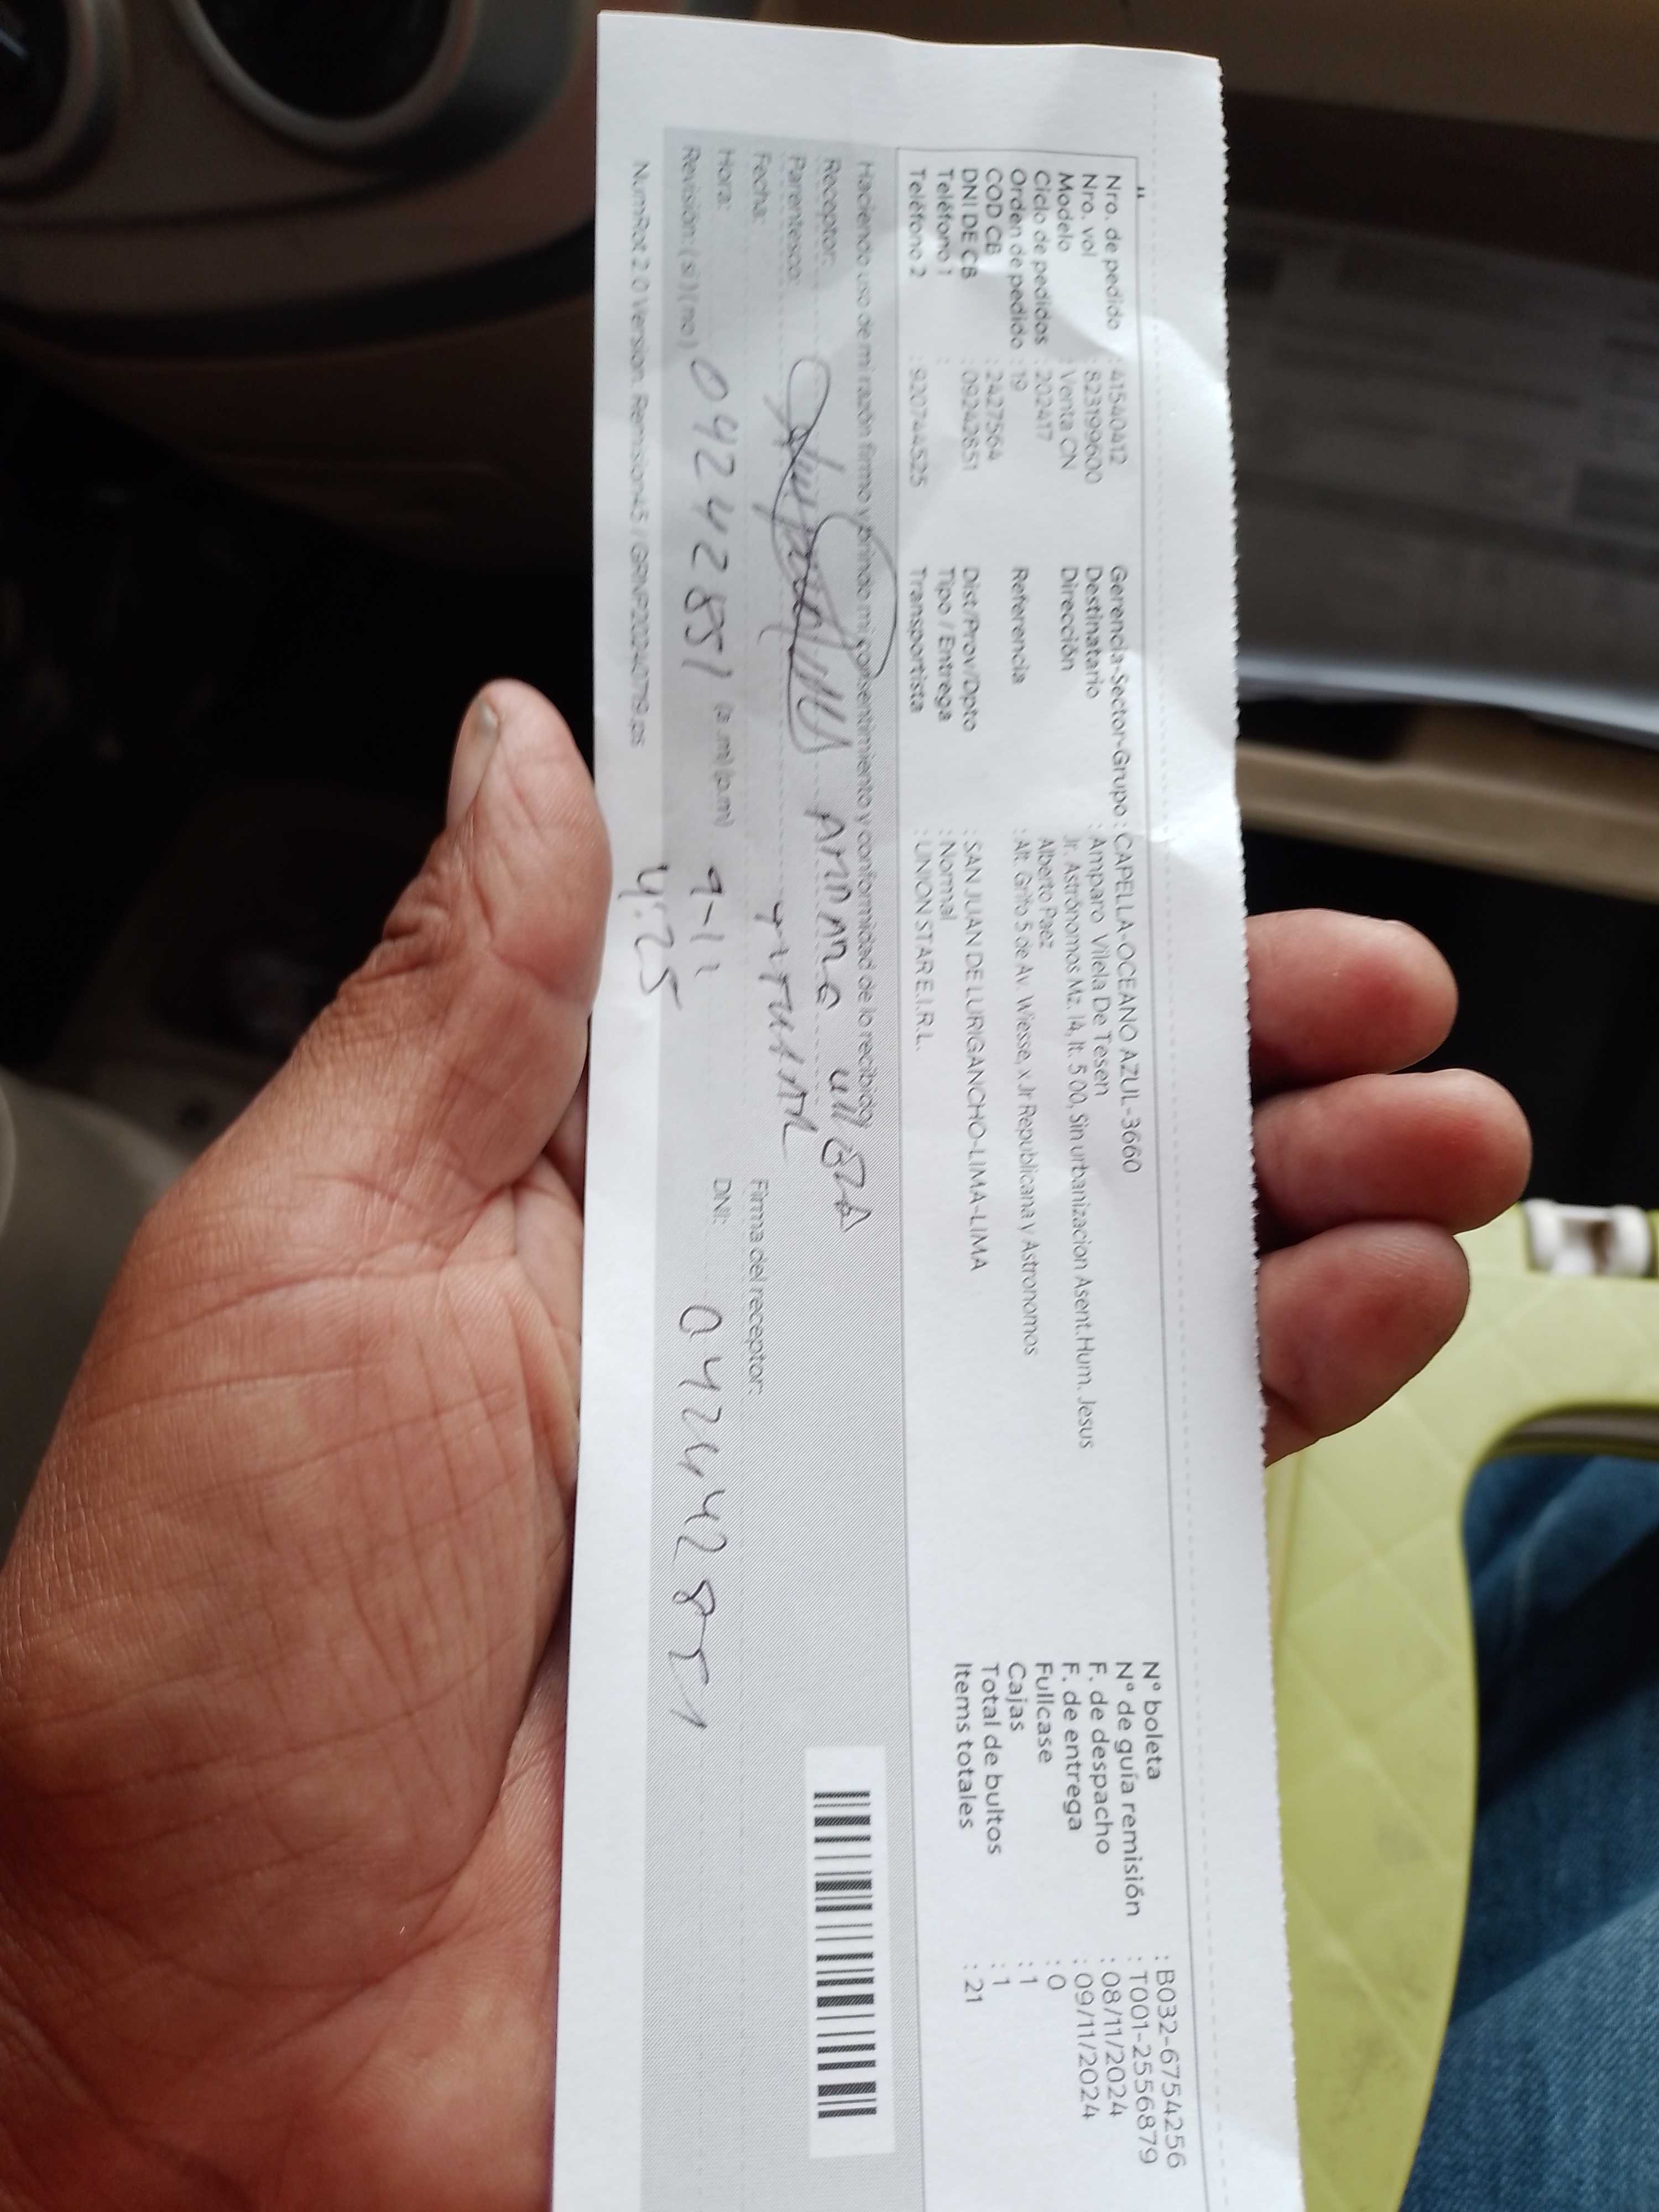 Nro. de pedido : 41540412
Nro. vol : 823199600
Modelo : Venta CN
Ciclo de pedidos : 202417
Orden de pedido : 19
COD CB : 2427564
DNI DE CB : 09242851
Teléfono 1 :
Teléfono 2 : 920744525
Gerencia-Sector-Grupo : CAPELLA-OCEANO AZUL-3660
Destinatario : Amparo Vilela De Tesen
Dirección : Jr. Astrónomos Mz. 14, lt. 5 00, Sin urbanizacion Asent.Hum. Jesus
Alberto Paez
Referencia : Alt. Grifo 5 de Av. Wiesse, x Jr Republicana y Astronomos
Dist/Prov/Dpto : SAN JUAN DE LURIGANCHO-LIMA-LIMA
Tipo / Entrega : Normal
Transportista : UNION STAR E.I.R.L.
N° boleta : B032-6754256
N° de guía remisión : T001-2556879
F. de despacho : 08/11/2024
F. de entrega : 09/11/2024
Fullcase : 0
Cajas : 1
Total de bultos : 1
Items totales : 21
Haciendo uso de mi razón firmo y brindo mi consentimiento y conformidad de lo recibido
Receptor:
Parentesco:
Fecha:
Firma del receptor:
Hora: (a.m) (p.m) 9-11
DNI: 09242851
Revisión: ( si ) ( no ) 09242851
4:25
NumRot 2.0 Version. Remision45 / GRNP20240719.ps